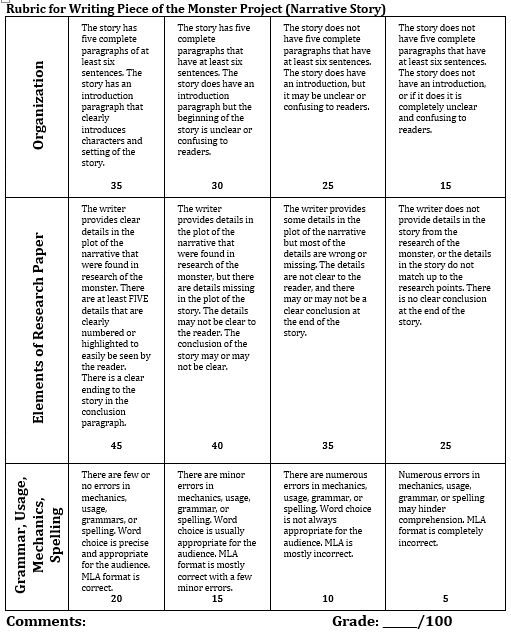 Rubric for Writing Piece of the Monster Project (Narrative Story)
Organization
The story has
five complete
paragraphs of at
least six
sentences. The
story has an
introduction
paragraph that
clearly
introduces
characters and
setting of the
story.
35
The story has five
complete
paragraphs that
have at least six
sentences. The
story does have an
introduction
paragraph but the
beginning of the
story is unclear or
confusing to
readers.
30
The story does not
have five complete
paragraphs that have
at least six sentences.
The story does have
an introduction, but
it may be unclear or
confusing to readers.
25
The story does not
have five complete
paragraphs that have
at least six sentences.
The story does not
have an introduction,
or if it does it is
completely unclear
and confusing to
readers.
15
Elements of Research Paper
The writer
provides clear
details in the
plot of the
narrative that
were found in
research of the
monster. There
are at least FIVE
details that are
clearly
numbered or
highlighted to
easily be seen by
the reader.
There is a clear
ending to the
story in the
conclusion
paragraph.
45
The writer
provides details in
the plot of the
narrative that
were found in
research of the
monster, but there
are details missing
in the plot of the
story. The details
may not be clear to
the reader. The
conclusion of the
story may or may
not be clear.
40
The writer provides
some details in the
plot of the narrative
but most of the
details are wrong or
missing. The details
are not clear to the
reader, and there
may or may not be a
clear conclusion at
the end of the
story.
35
The writer does not
provide details in the
story from the
research of the
monster, or the details
in the story do not
match up to the
research points. There
is no clear conclusion
at the end of the
story.
25
Grammar, Usage,
Mechanics,
Spelling
There are few or
no errors in
mechanics,
usage,
grammars, or
spelling. Word
choice is precise
and appropriate
for the audience.
MLA format is
correct.
20
There are minor
errors in
mechanics, usage,
grammar, or
spelling. Word
choice is usually
appropriate for the
audience. MLA
format is mostly
correct with a few
minor errors.
15
There are numerous
errors in mechanics,
usage, grammar, or
spelling. Word choice
is not always
appropriate for the
audience. MLA is
mostly incorrect.
10
Numerous errors in
mechanics, usage,
grammar, or spelling
may hinder
comprehension. MLA
format is completely
incorrect.
5
Comments: Grade: ____/100